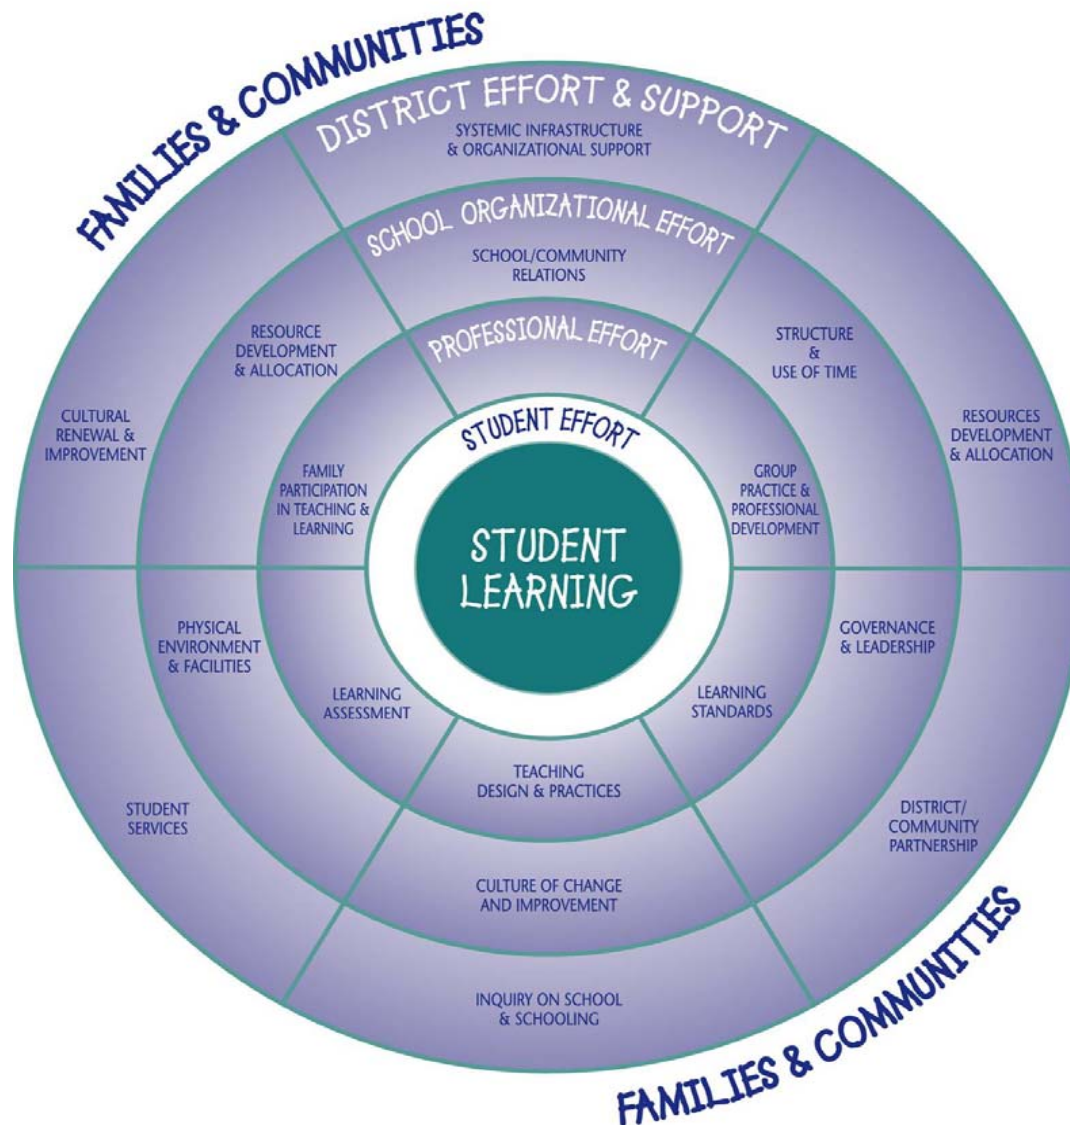 FAMILIES & COMMUNITIES
DISTRICT EFFORT & SUPPORT
SYSTEMIC INFRASTRUCTURE
& ORGANIZATIONAL SUPPORT
SCHOOL ORGANIZATIONAL EFFORT
SCHOOL/COMMUNITY
RELATIONS
PROFESSIONAL EFFORT
RESOURCE
DEVELOPMENT
& ALLOCATION
STRUCTURE
&
USE OF TIME
CULTURAL
RENEWAL &
IMPROVEMENT
RESOURCES
DEVELOPMENT
& ALLOCATION
STUDENT EFFORT
FAMILY
PARTICIPATION
IN TEACHING &
LEARNING
GROUP
PRACTICE &
PROFESSIONAL
DEVELOPMENT
STUDENT
LEARNING
PHYSICAL
ENVIRONMENT
& FACILITIES
GOVERNANCE
& LEADERSHIP
LEARNING
ASSESSMENT
LEARNING
STANDARDS
TEACHING
DESIGN & PRACTICES
STUDENT
SERVICES
DISTRICT/
COMMUNITY
PARTNERSHIP
CULTURE OF CHANGE
AND IMPROVEMENT
INQUIRY ON SCHOOL
& SCHOOLING
FAMILIES & COMMUNITIES